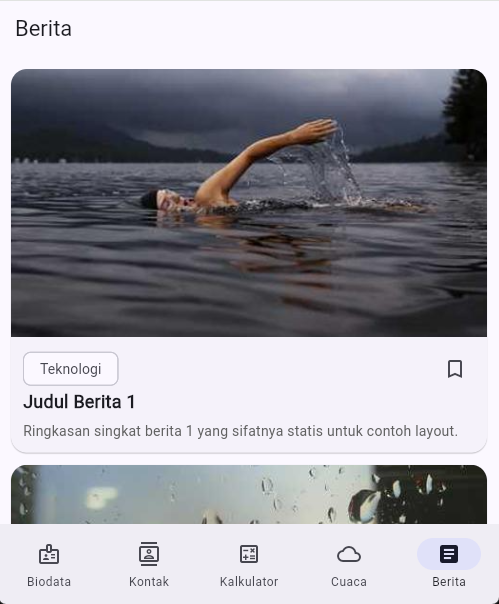 Berita
Teknologi
Judul Berita 1
Ringkasan singkat berita 1 yang sifatnya statis untuk contoh layout.
Biodata
Kontak
Kalkulator
Cuaca
Berita